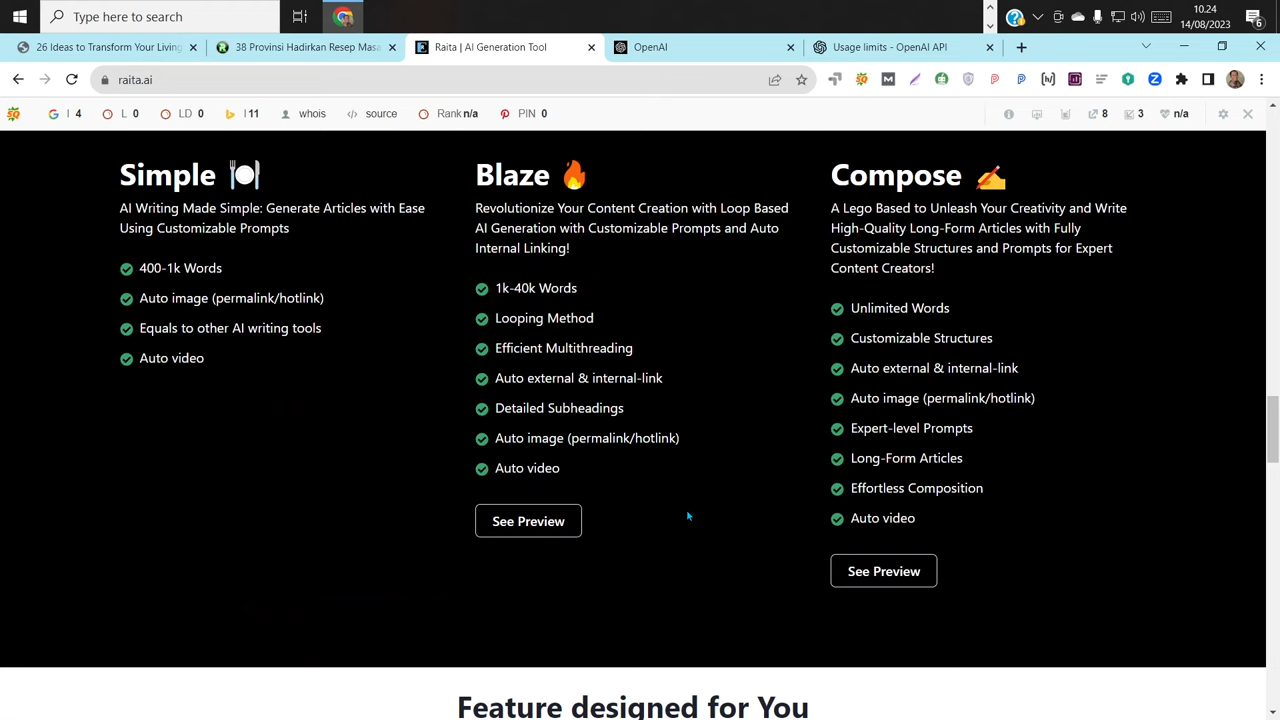 Type here to search
10.24
14/08/2023
6
26 Ideas to Transform Your Living
38 Provinsi Hadirkan Resep Masa
Raita | AI Generation Tool
OpenAI
Usage limits - OpenAI API
raita.ai
I 4
L 0
LD 0
I 11
whois
source
Rank n/a
PIN 0
8
3
n/a
Simple
AI Writing Made Simple: Generate Articles with Ease
Using Customizable Prompts
400-1k Words
Auto image (permalink/hotlink)
Equals to other AI writing tools
Auto video
Blaze
Revolutionize Your Content Creation with Loop Based
AI Generation with Customizable Prompts and Auto
Internal Linking!
1k-40k Words
Looping Method
Efficient Multithreading
Auto external & internal-link
Detailed Subheadings
Auto image (permalink/hotlink)
Auto video
See Preview
Compose
A Lego Based to Unleash Your Creativity and Write
High-Quality Long-Form Articles with Fully
Customizable Structures and Prompts for Expert
Content Creators!
Unlimited Words
Customizable Structures
Auto external & internal-link
Auto image (permalink/hotlink)
Expert-level Prompts
Long-Form Articles
Effortless Composition
Auto video
See Preview
Feature designed for You